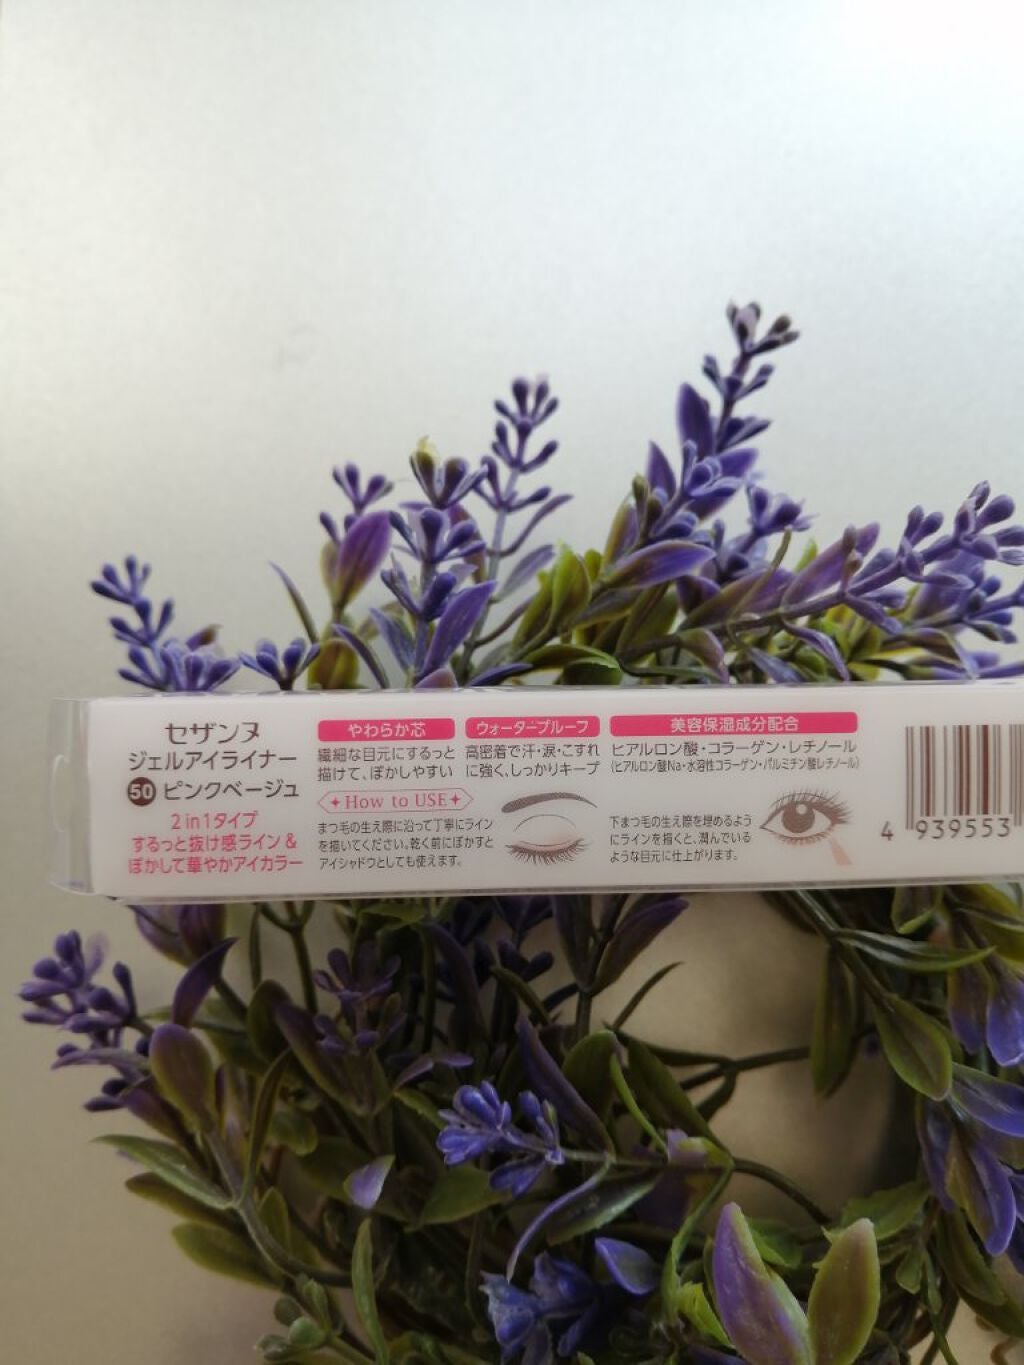 セザンヌ
ジェルアイライナー
50 ピンクベージュ
2in1タイプ
するっと抜け感ライン &
ぼかして華やかアイカラー
やわらか芯
繊細な目元にするっと
描けて、ぼかしやすい
ウォータープルーフ
高密着で汗・涙・こすれ
に強く、しっかりキープ
美容保湿成分配合
ヒアルロン酸・コラーゲン・レチノール
(ヒアルロン酸Na・水溶性コラーゲン・パルミチン酸レチノール)
How to USE
まつ毛の生え際に沿って丁寧にライン
を描いてください。乾く前にぼかすと
アイシャドウとしても使えます。
下まつ毛の生え際を埋めるよう
にラインを描くと、潤んでいる
ような目元に仕上がります。
4 939553